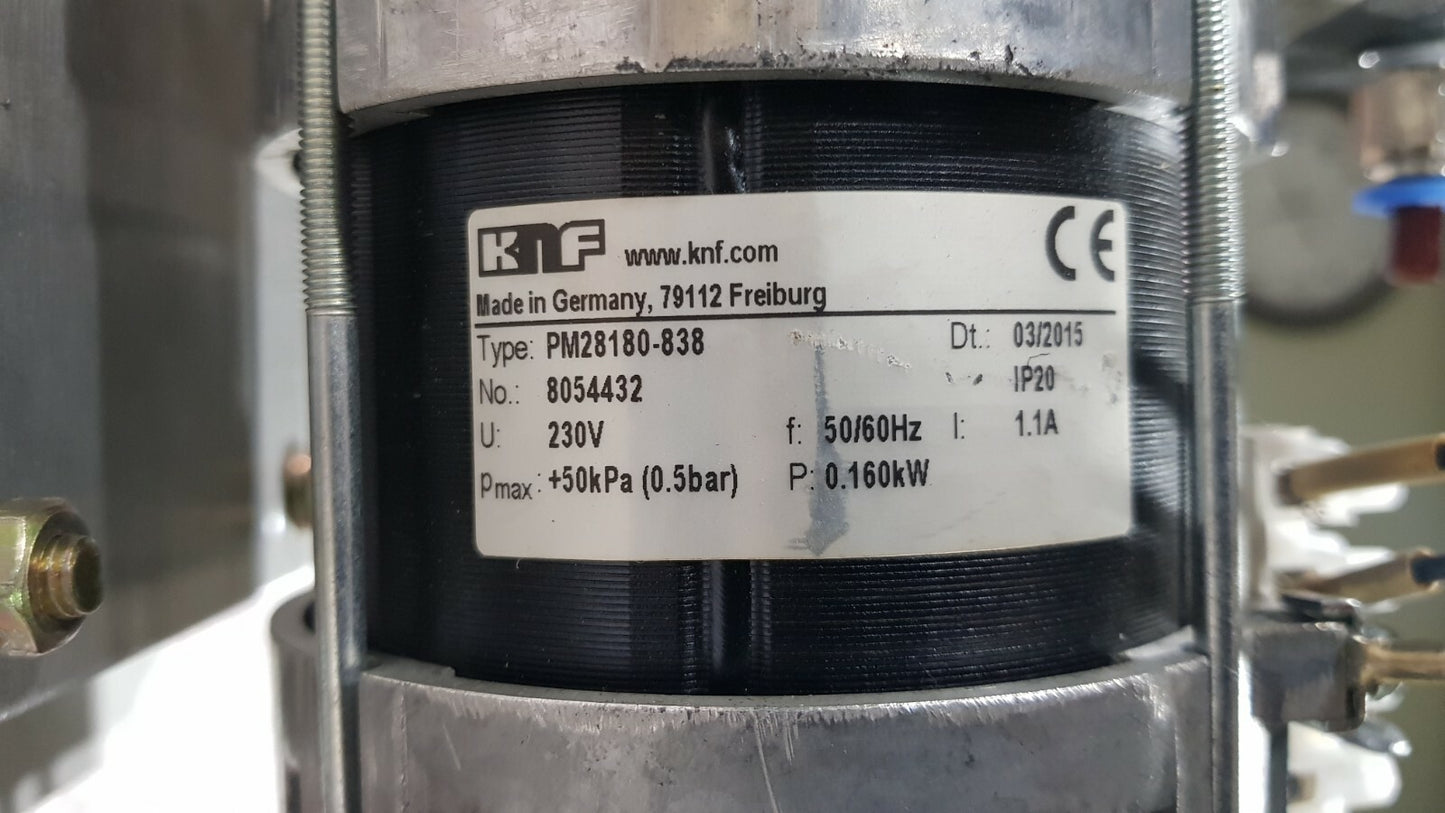 KNF www.knf.com CE
Made in Germany, 79112 Freiburg
Type: PM28180-838 Dt.: 03/2015
No.: 8054432 IP20
U: 230V f: 50/60Hz I: 1.1A
pmax: +50kPa (0.5bar) P: 0.160kW